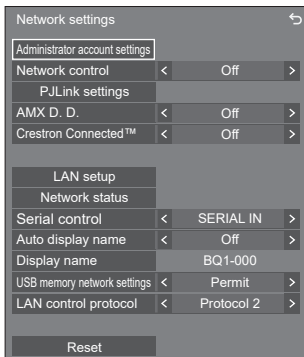 Network settings
Administrator account settings
Network control < Off >
PJLink settings
AMX D. D. < Off >
Crestron Connected™ < Off >
LAN setup
Network status
Serial control < SERIAL IN >
Auto display name < Off >
Display name BQ1-000
USB memory network settings < Permit >
LAN control protocol < Protocol 2 >
Reset